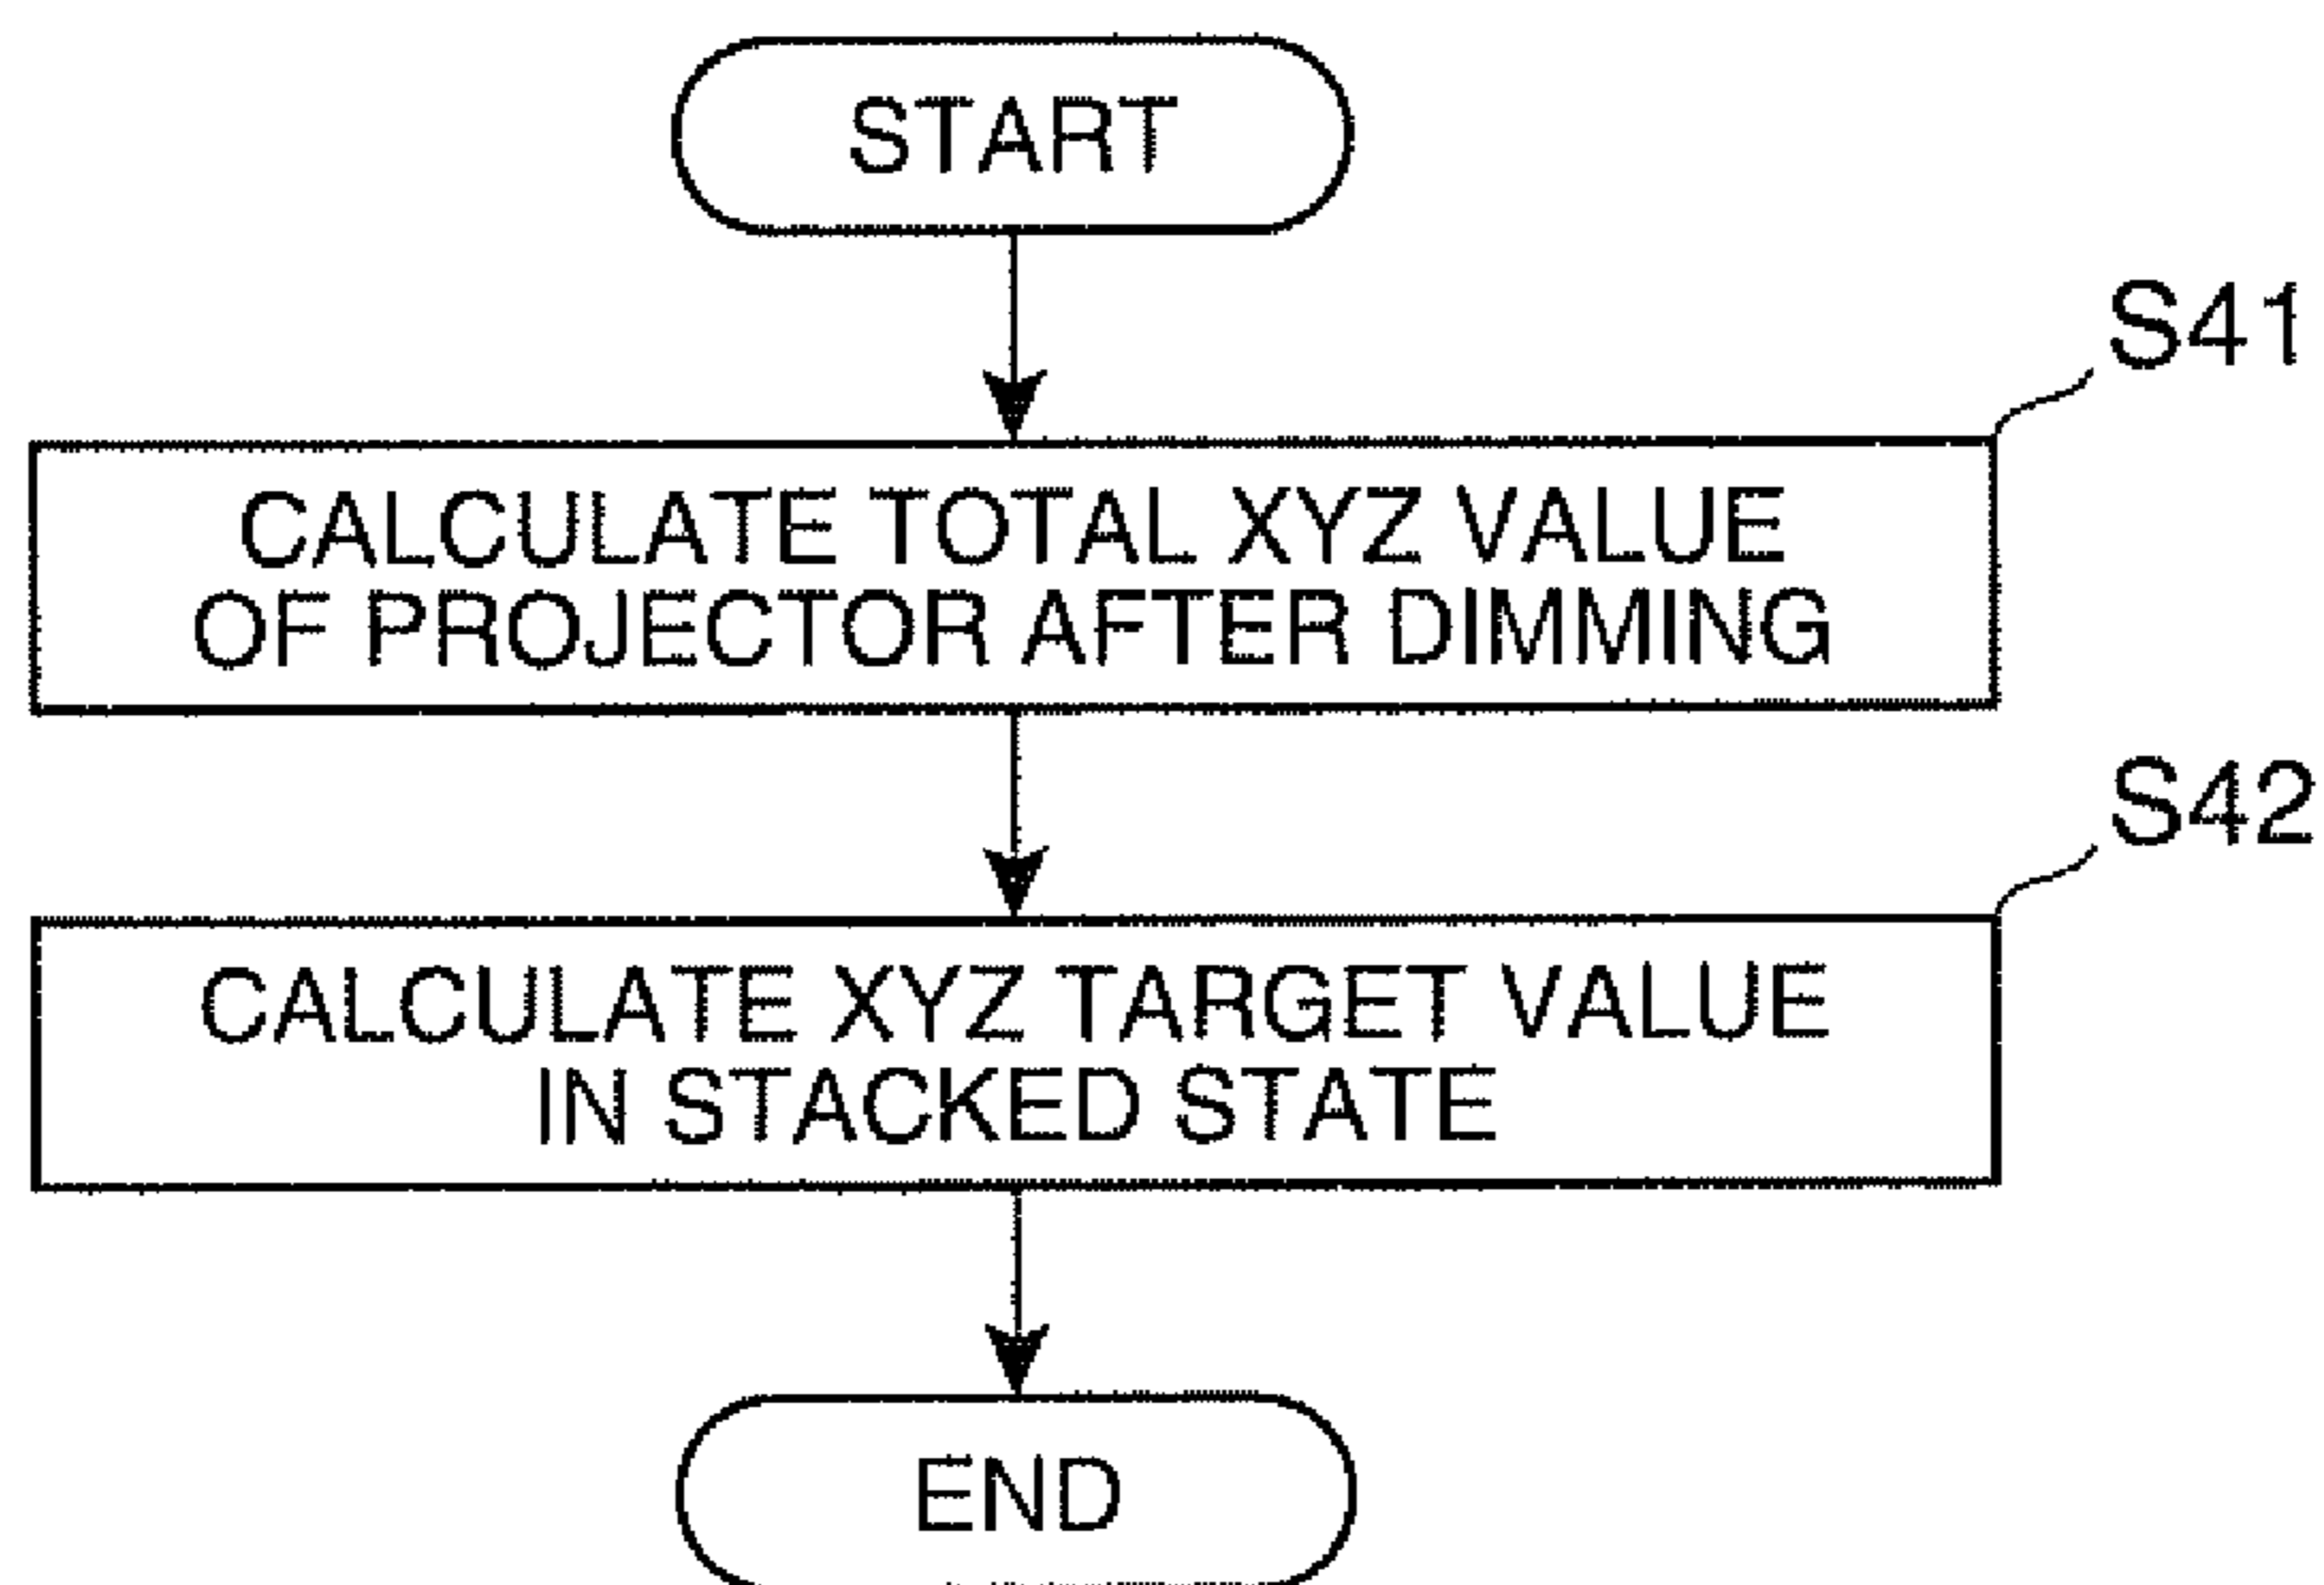 START
S41
CALCULATE TOTAL XYZ VALUE
OF PROJECTOR AFTER DIMMING
S42
CALCULATE XYZ TARGET VALUE
IN STACKED STATE
END